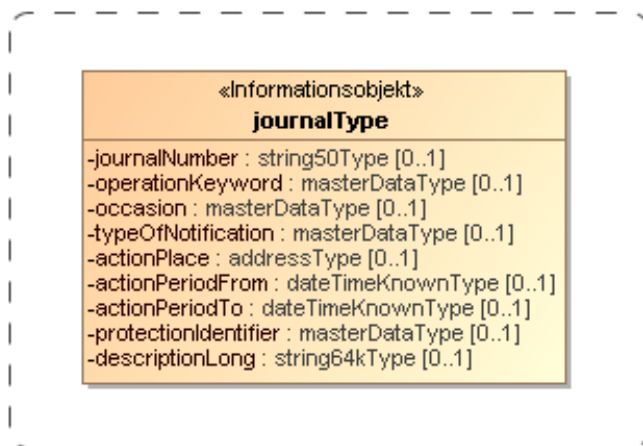 «Informationsobjekt»
journalType
-journalNumber : string50Type [0..1]
-operationKeyword : masterDataType [0..1]
-occasion : masterDataType [0..1]
-typeOfNotification : masterDataType [0..1]
-actionPlace : addressType [0..1]
-actionPeriodFrom : dateTimeKnownType [0..1]
-actionPeriodTo : dateTimeKnownType [0..1]
-protectionIdentifier : masterDataType [0..1]
-descriptionLong : string64kType [0..1]